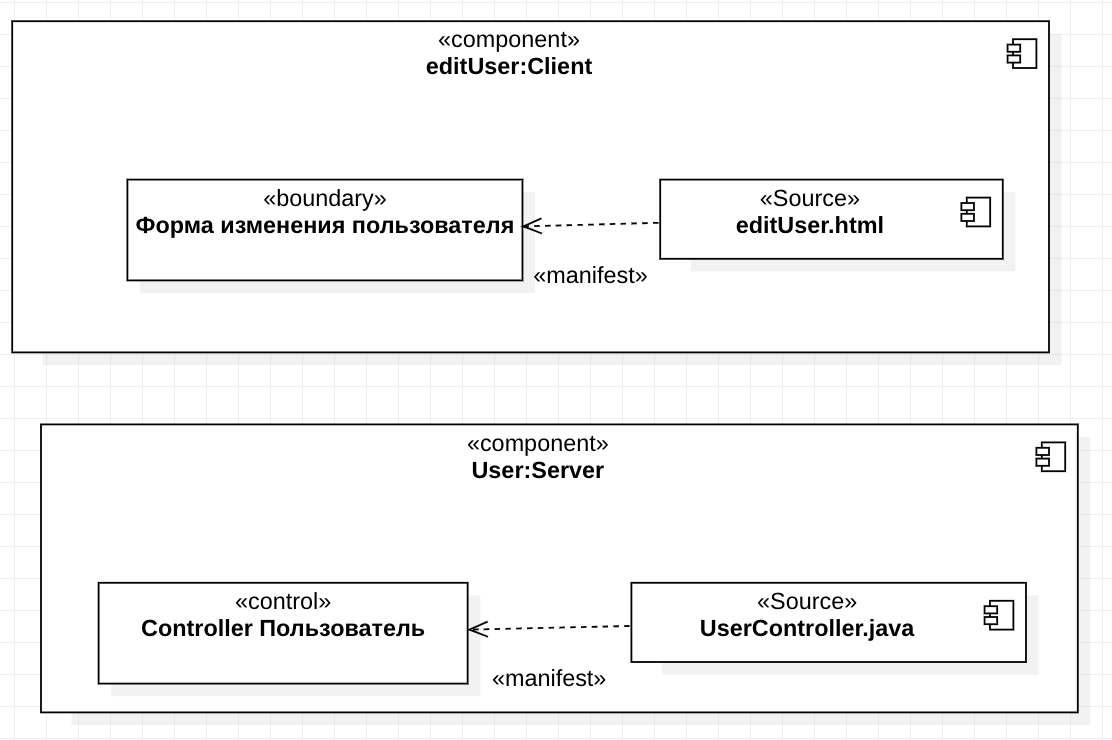 «component»
editUser:Client
«boundary»
Форма изменения пользователя
«Source»
editUser.html
«manifest»
«component»
User:Server
«control»
Controller Пользователь
«Source»
UserController.java
«manifest»